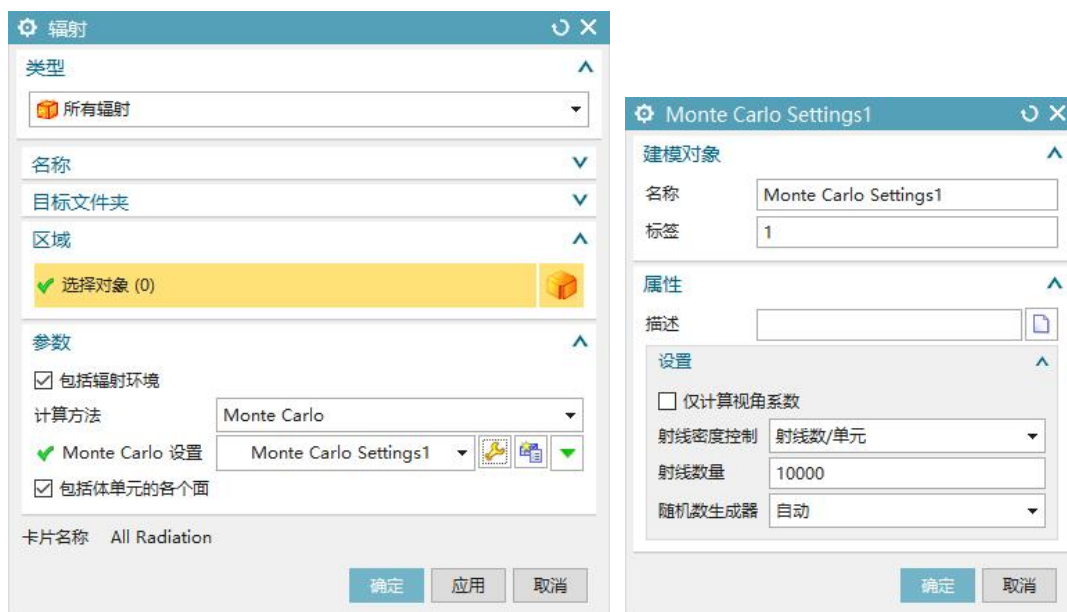 辐射
类型
所有辐射
名称
目标文件夹
区域
选择对象 (0)
参数
包括辐射环境
计算方法 Monte Carlo
Monte Carlo 设置 Monte Carlo Settings1
包括体单元的各个面
卡片名称 All Radiation
确定 应用 取消
Monte Carlo Settings1
建模对象
名称 Monte Carlo Settings1
标签 1
属性
描述
设置
仅计算视角系数
射线密度控制 射线数/单元
射线数量 10000
随机数生成器 自动
确定 取消